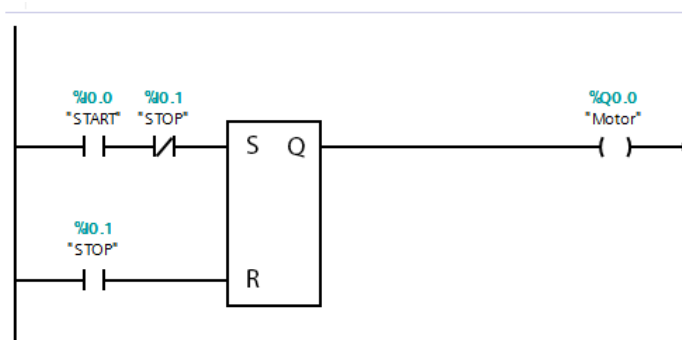 %I0.0 %I0.1 %Q0.0
"START" "STOP" "Motor"
S Q
%I0.1
"STOP"
R